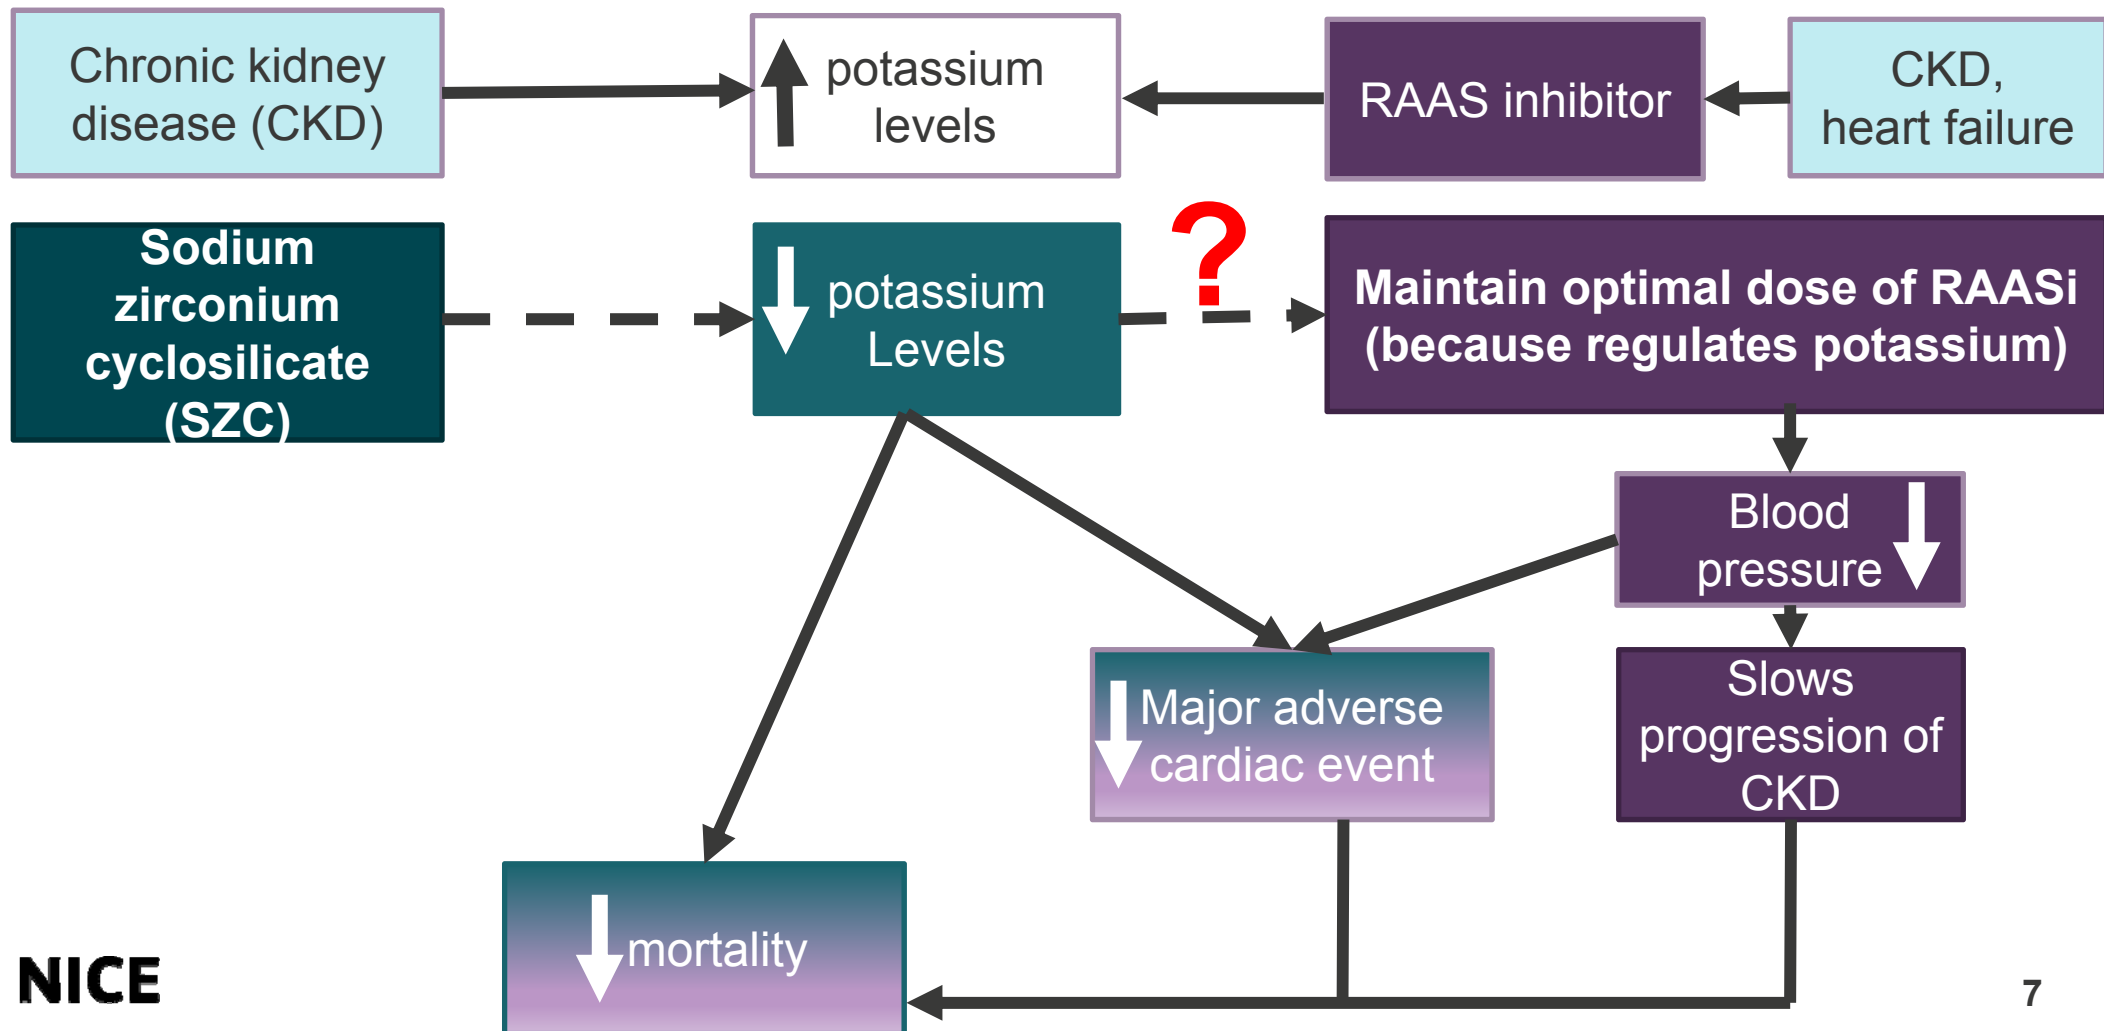 Chronic kidney
disease (CKD)
potassium
levels
RAAS inhibitor
CKD,
heart failure
Sodium
zirconium
cyclosilicate
(SZC)
potassium
Levels
?
Maintain optimal dose of RAASi
(because regulates potassium)
Blood
pressure
Major adverse
cardiac event
Slows
progression of
CKD
mortality
NICE
7